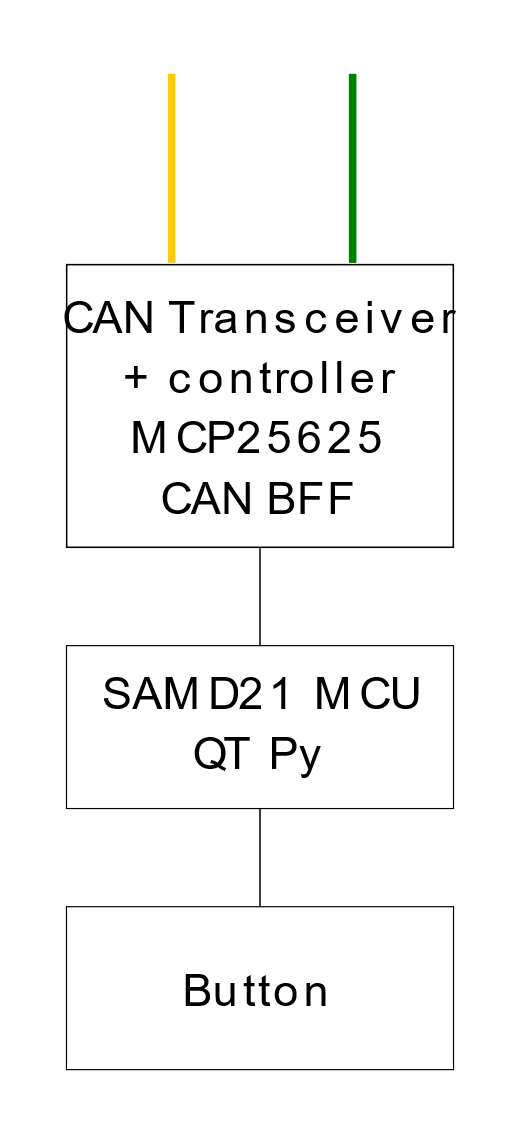 CAN Transceiver
+ controller
MCP25625
CAN BFF
SAMD21 MCU
QT Py
Button